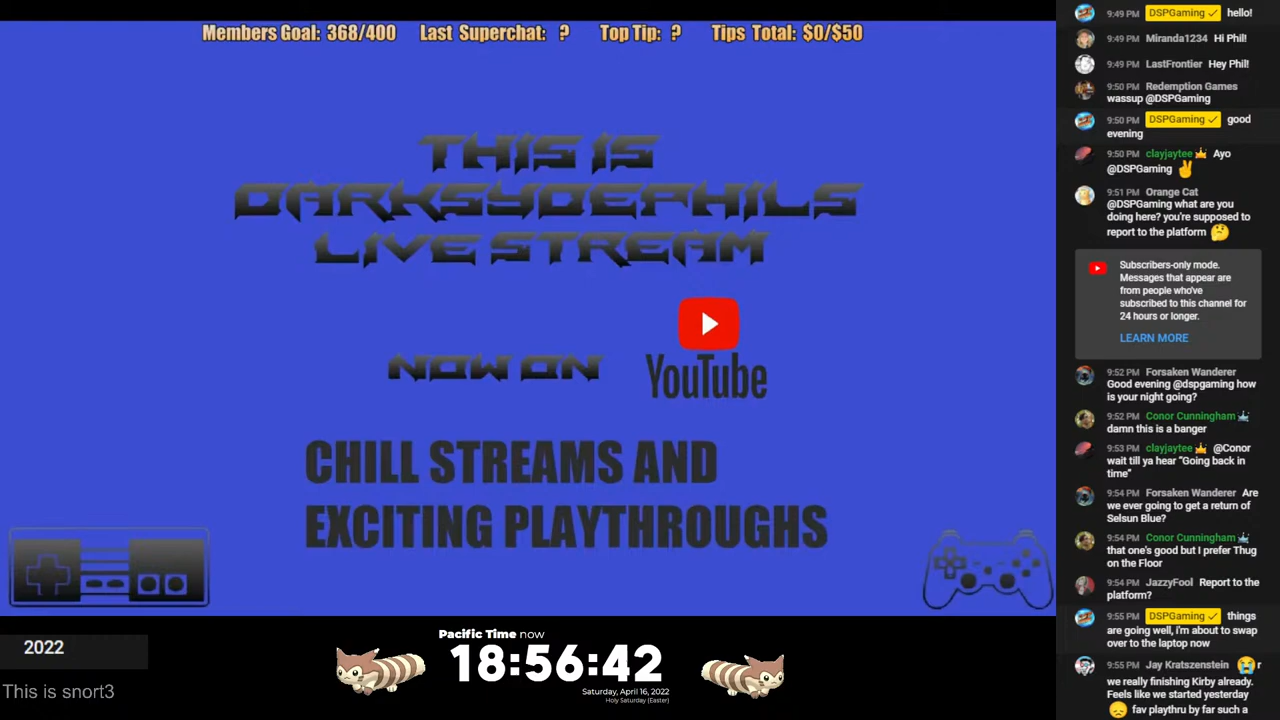 Members Goal: 368/400 Last Superchat: ? Top Tip: ? Tips Total: $0/$50
THIS IS
DARKSYDEPHILS
LIVE STREAM
NOW ON
YouTube
CHILL STREAMS AND
EXCITING PLAYTHROUGHS
2022
This is snort3
Pacific Time now
18:56:42
Saturday, April 16, 2022
Holy Saturday (Easter)
9:49 PM DSPGaming hello!
9:49 PM Miranda1234 Hi Phil!
9:49 PM LastFrontier Hey Phil!
9:50 PM Redemption Games
wassup @DSPGaming
9:50 PM DSPGaming good
evening
9:50 PM clayjaytee Ayo
@DSPGaming
9:51 PM Orange Cat
@DSPGaming what are you
doing here? you're supposed to
report to the platform
Subscribers-only mode.
Messages that appear are
from people who've
subscribed to this channel for
24 hours or longer.
LEARN MORE
9:52 PM Forsaken Wanderer
Good evening @dspgaming how
is your night going?
9:52 PM Conor Cunningham
damn this is a banger
9:53 PM clayjaytee @Conor
wait till ya hear "Going back in
time"
9:54 PM Forsaken Wanderer Are
we ever going to get a return of
Selsun Blue?
9:54 PM Conor Cunningham
that one's good but I prefer Thug
on the Floor
9:54 PM JazzyFool Report to the
platform?
9:55 PM DSPGaming things
are going well, i'm about to swap
over to the laptop now
9:55 PM Jay Kratszenstein r
we really finishing Kirby already.
Feels like we started yesterday
fav playthru by far such a